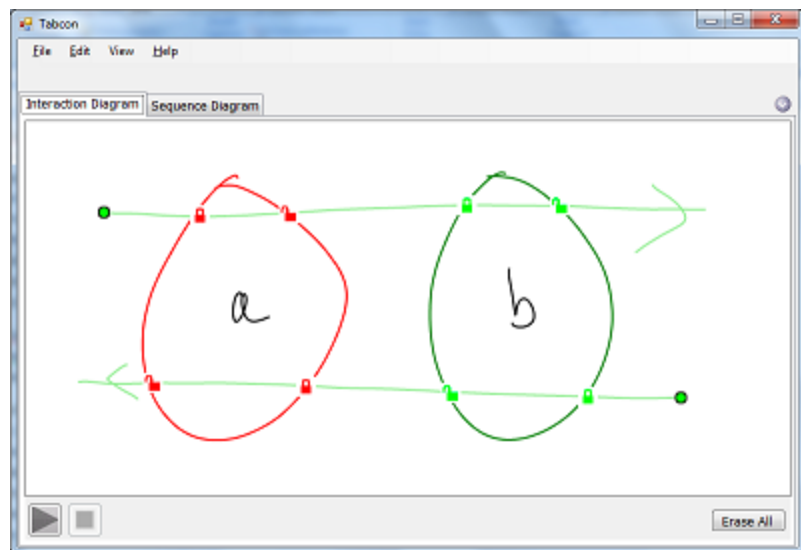 Tabcon
File Edit View Help
Interaction Diagram Sequence Diagram
a b
Erase All